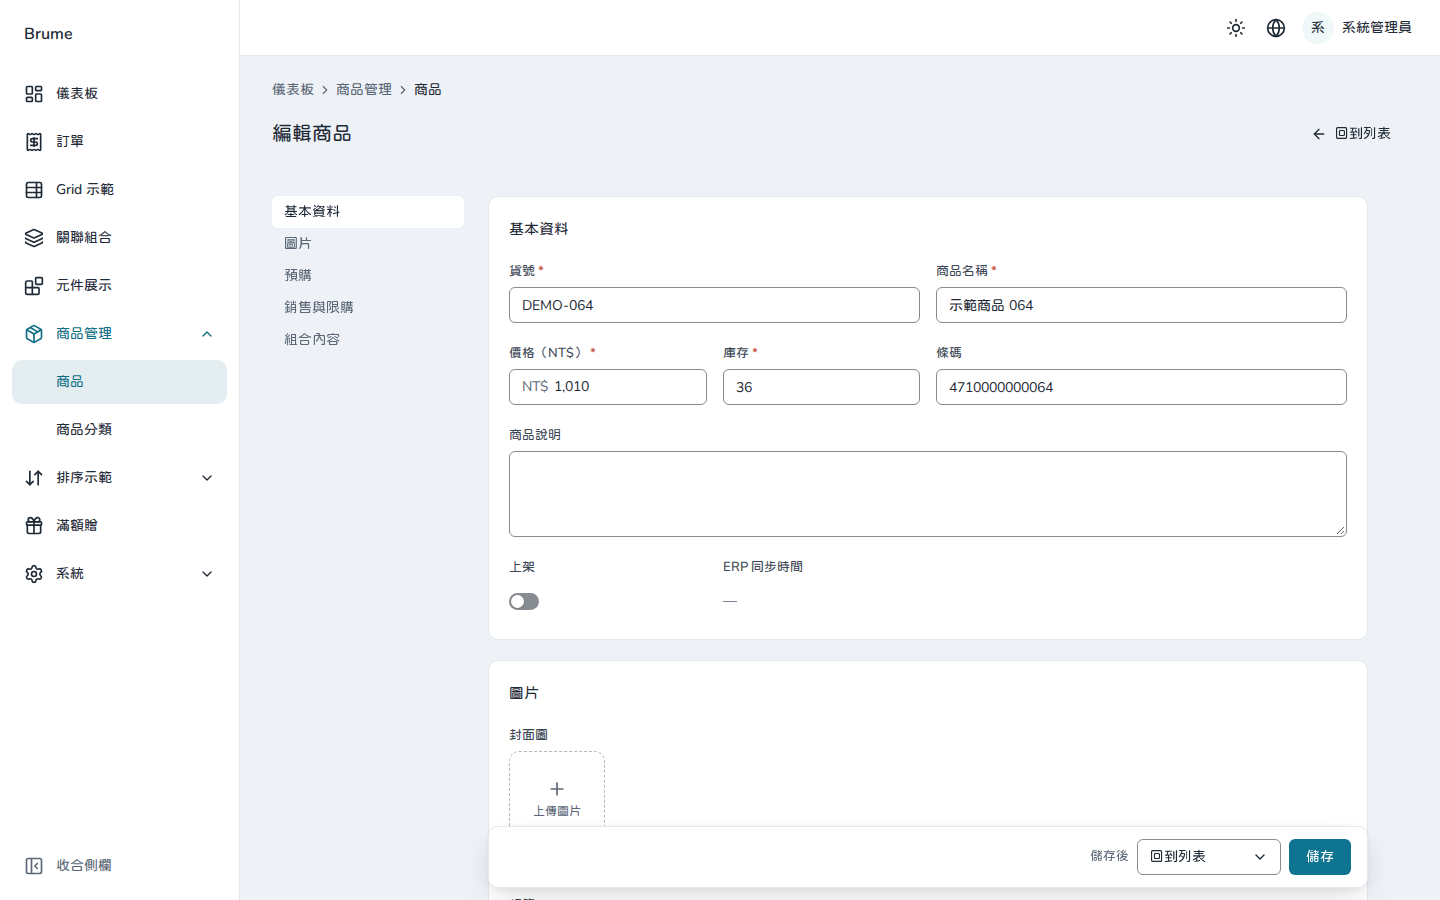 Brume
系
系統管理員
儀表板
訂單
Grid 示範
關聯組合
元件展示
商品管理
商品
商品分類
排序示範
滿額贈
系統
收合側欄
儀表板 > 商品管理 > 商品
編輯商品
回到列表
基本資料
圖片
預購
銷售與限購
組合內容
基本資料
貨號 *
商品名稱 *
DEMO-064
示範商品 064
價格（NT$） *
庫存 *
條碼
NT$ 1,010
36
4710000000064
商品說明
上架
ERP 同步時間
—
圖片
封面圖
上傳圖片
儲存後
回到列表
儲存